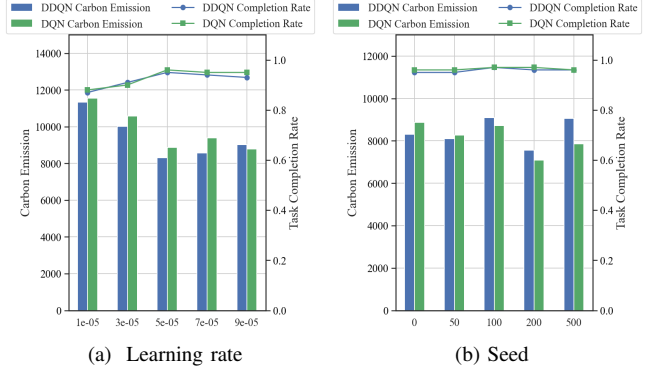 DDQN Carbon Emission DDQN Completion Rate
DQN Carbon Emission DQN Completion Rate
14000
12000
10000
8000
6000
4000
2000
0
Carbon Emission
1.0
0.8
0.6
0.4
0.2
0.0
Task Completion Rate
1e-05 3e-05 5e-05 7e-05 9e-05
(a) Learning rate
DDQN Carbon Emission DDQN Completion Rate
DQN Carbon Emission DQN Completion Rate
12000
10000
8000
6000
4000
2000
0
Carbon Emission
1.0
0.8
0.6
0.4
0.2
0.0
Task Completion Rate
0 50 100 200 500
(b) Seed